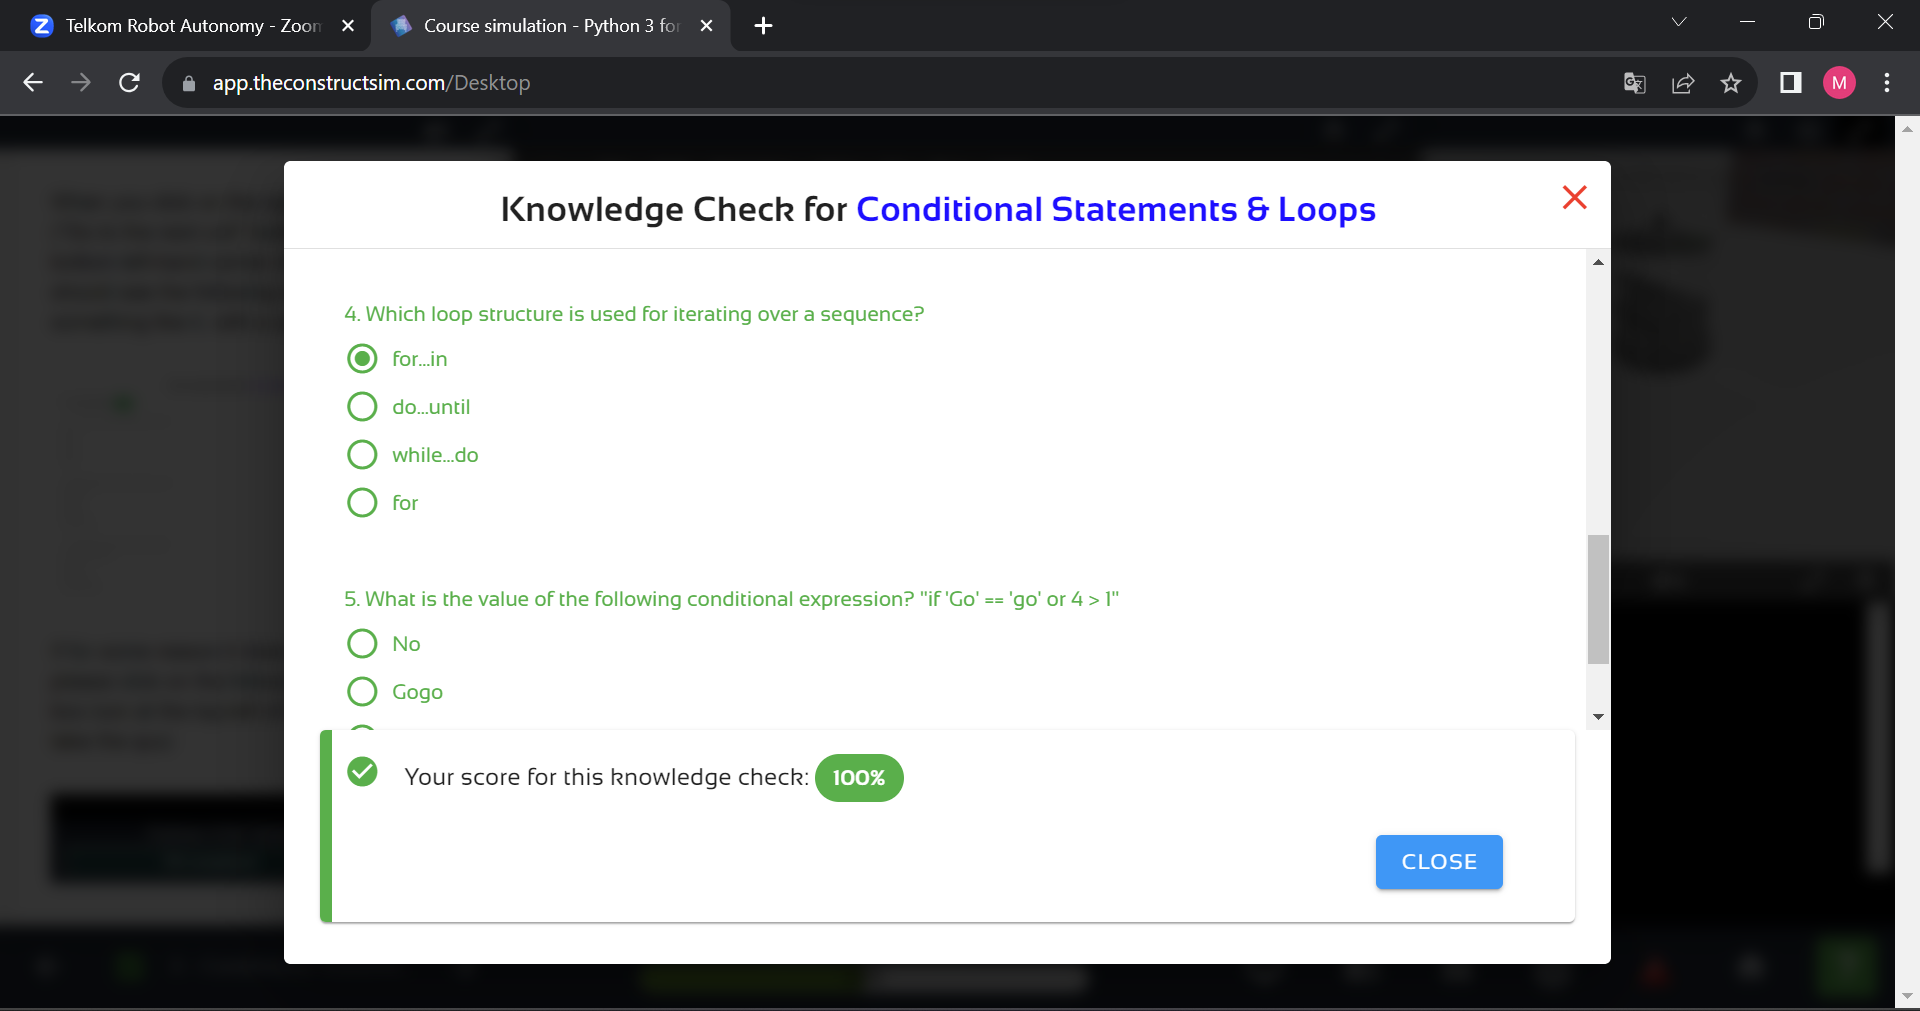 Telkom Robot Autonomy - Zoon
Course simulation - Python 3 for
app.theconstructsim.com/Desktop
M
Knowledge Check for Conditional Statements & Loops
4. Which loop structure is used for iterating over a sequence?
for...in
do...until
while...do
for
5. What is the value of the following conditional expression? "if 'Go' == 'go' or 4 > 1"
No
Gogo
Your score for this knowledge check: 100%
CLOSE